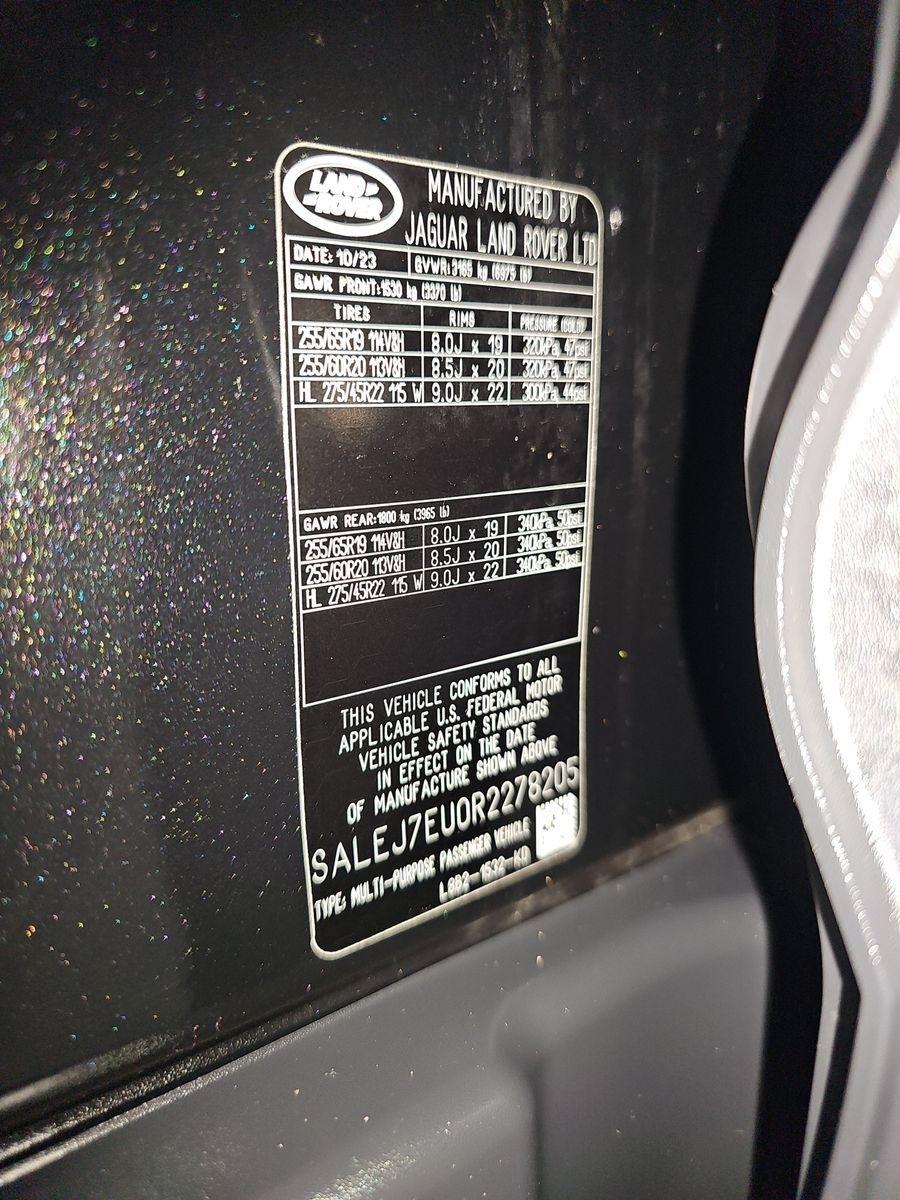 LAND ROVER
MANUFACTURED BY
JAGUAR LAND ROVER LTD
DATE: 10/23 GVWR:3165 kg (6979 lb)
GAWR FRONT:1530 kg (3370 lb)
TIRES RIMS PRESSURE (COLD)
255/65R19 114V&H 8.0J x 19 320kPa, 47psi
255/60R20 113V&H 8.5J x 20 320kPa, 47psi
HL 275/45R22 115 W 9.0J x 22 300kPa, 44psi
GAWR REAR:1800 kg (3965 lb)
255/65R19 114V&H 8.0J x 19 340kPa, 50psi
255/60R20 113V&H 8.5J x 20 340kPa, 50psi
HL 275/45R22 115 W 9.0J x 22 340kPa, 50psi
THIS VEHICLE CONFORMS TO ALL
APPLICABLE U.S. FEDERAL MOTOR
VEHICLE SAFETY STANDARDS
IN EFFECT ON THE DATE
OF MANUFACTURE SHOWN ABOVE
SALEJ7EU0R2278205
TYPE: MULTI-PURPOSE PASSENGER VEHICLE